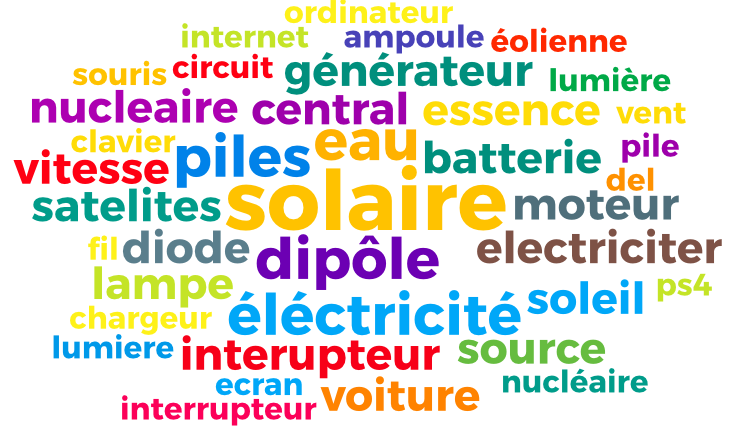 ordinateur
internet ampoule éolienne
souris circuit générateur lumière
nucleaire central essence vent
clavier piles eau batterie pile
vitesse solaire del
satelites moteur
fil diode dipôle electriciter
lampe éléctricité soleil ps4
chargeur
lumiere interupteur source
ecran voiture nucléaire
interrupteur